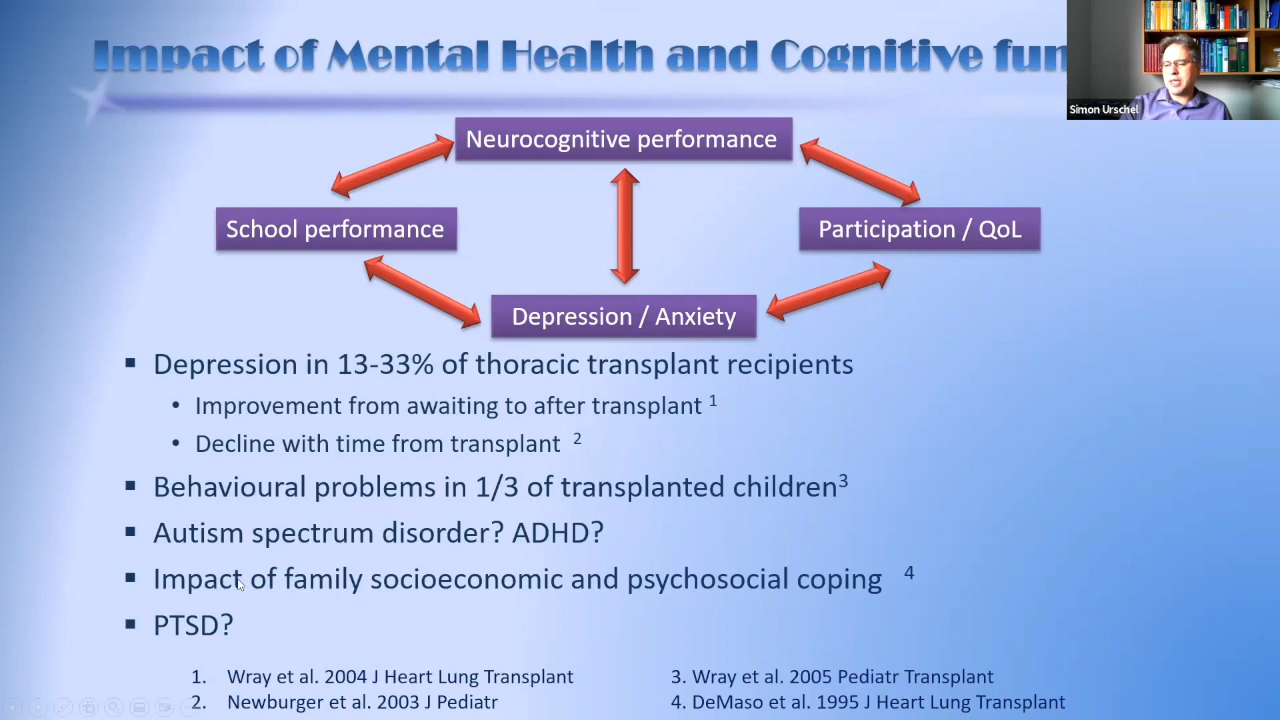 Impact of Mental Health and Cognitive fun
Simon Urschel
Neurocognitive performance
School performance
Participation / QoL
Depression / Anxiety
▪ Depression in 13-33% of thoracic transplant recipients
• Improvement from awaiting to after transplant 1
• Decline with time from transplant 2
▪ Behavioural problems in 1/3 of transplanted children3
▪ Autism spectrum disorder? ADHD?
▪ Impact of family socioeconomic and psychosocial coping 4
▪ PTSD?
1. Wray et al. 2004 J Heart Lung Transplant
2. Newburger et al. 2003 J Pediatr
3. Wray et al. 2005 Pediatr Transplant
4. DeMaso et al. 1995 J Heart Lung Transplant